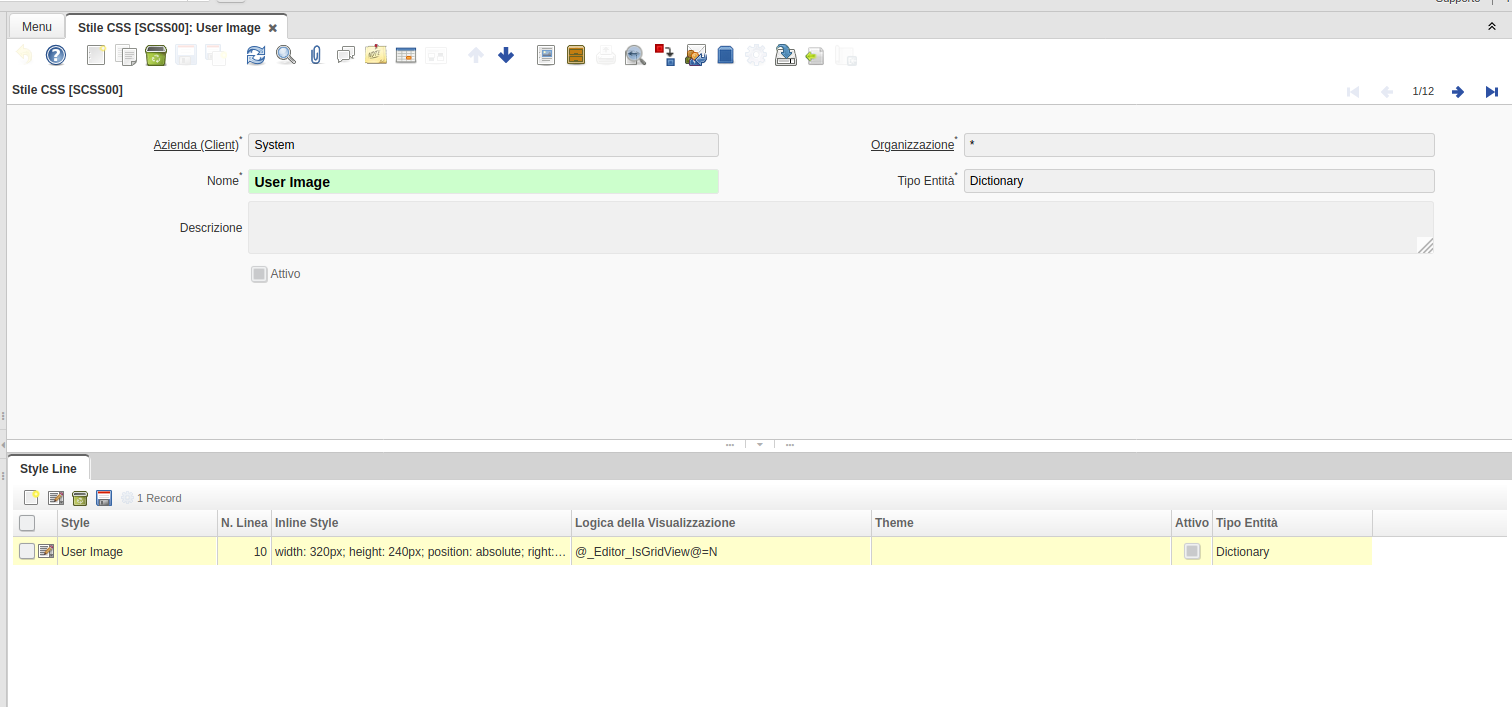 Menu
Stile CSS [SCSS00]: User Image
Stile CSS [SCSS00]
1/12
Azienda (Client)* System
Organizzazione* *
Nome* User Image
Tipo Entità* Dictionary
Descrizione
Attivo
Style Line
1 Record
Style N. Linea Inline Style Logica della Visualizzazione Theme Attivo Tipo Entità
User Image 10 width: 320px; height: 240px; position: absolute; right:… @_Editor_IsGridView@=N Dictionary